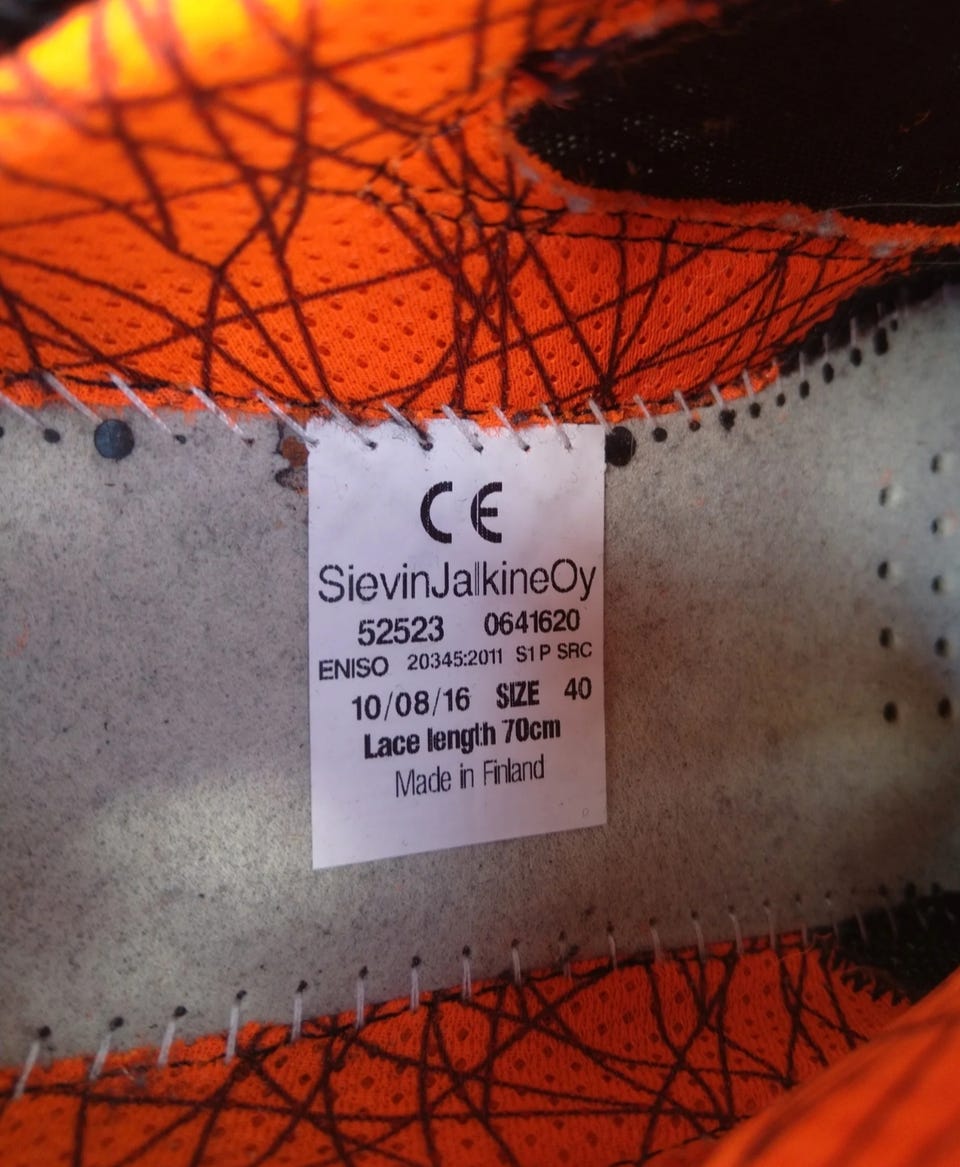 CE
SievinJalkineOy
52523 0641620
ENISO 20345:2011 S1 P SRC
10/08/16 SIZE 40
Lace length 70cm
Made in Finland